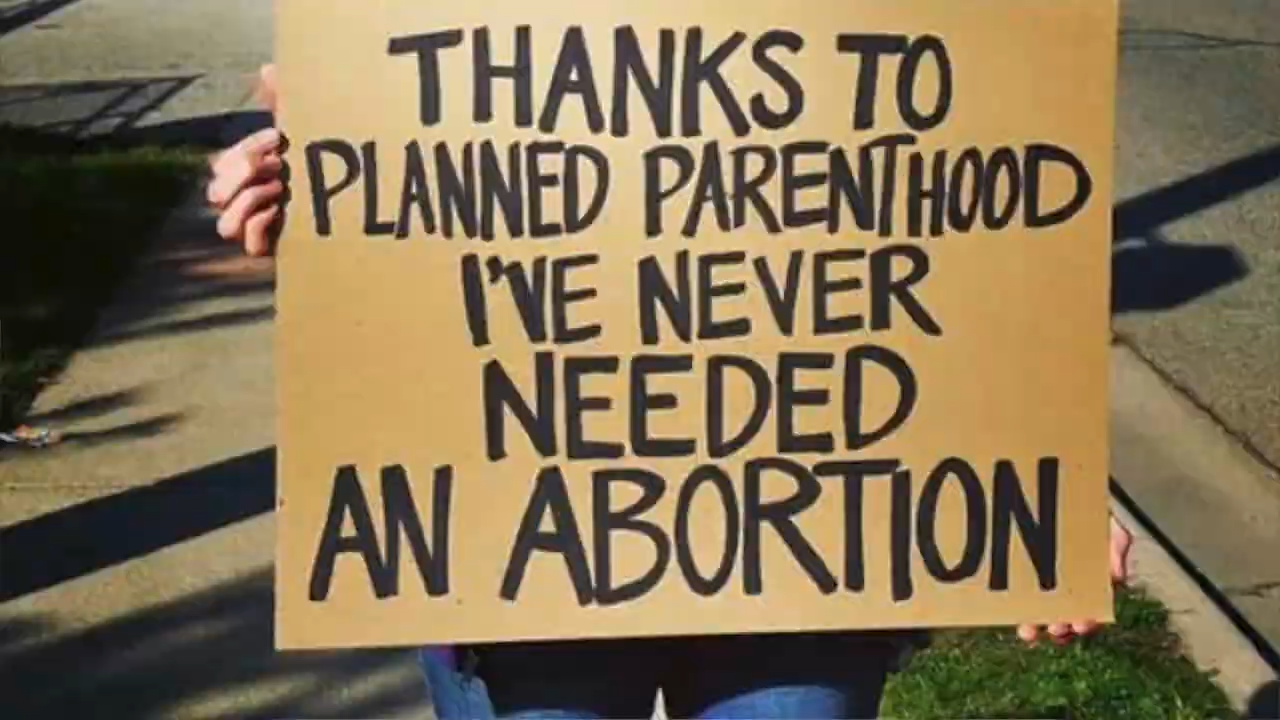 THANKS TO
PLANNED PARENTHOOD
I'VE NEVER
NEEDED
AN ABORTION